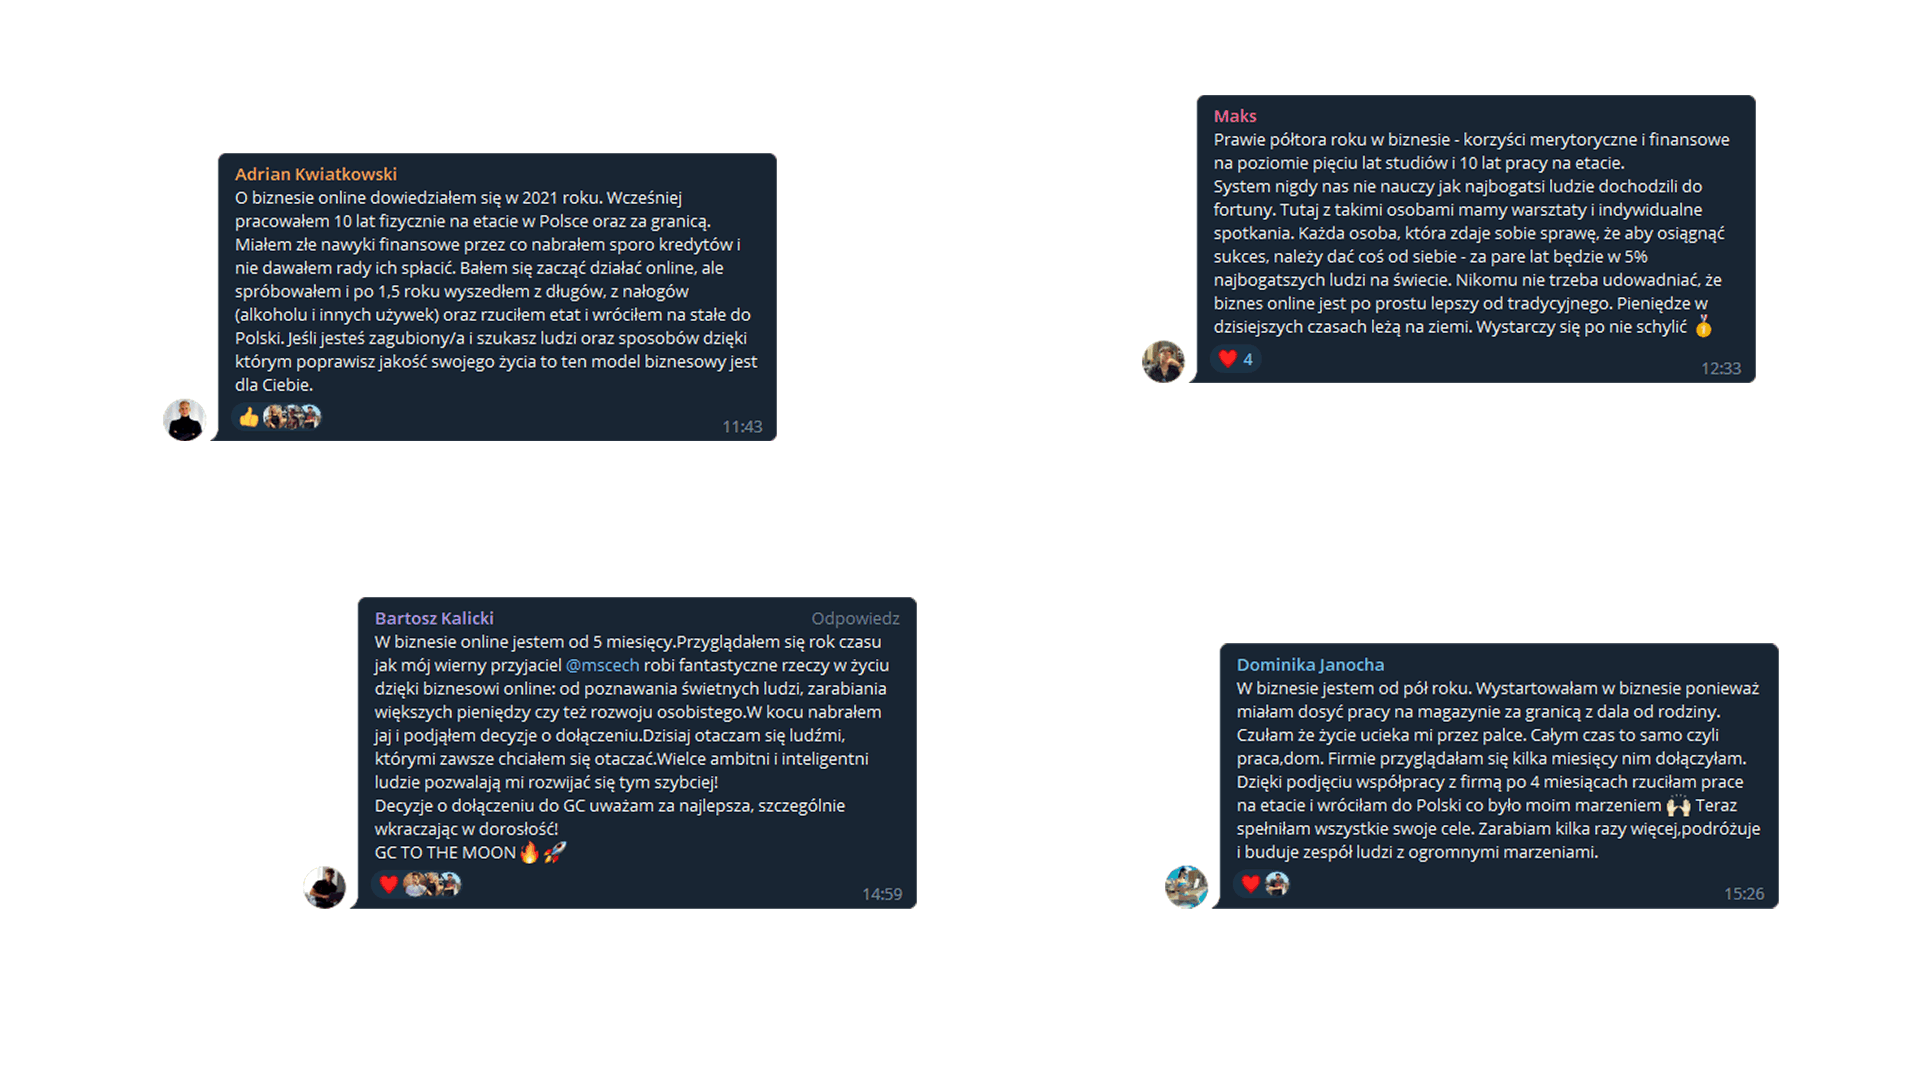 Adrian Kwiatkowski
O biznesie online dowiedziałem się w 2021 roku. Wcześniej
pracowałem 10 lat fizycznie na etacie w Polsce oraz za granicą.
Miałem złe nawyki finansowe przez co nabrałem sporo kredytów i
nie dawałem rady ich spłacić. Bałem się zacząć działać online, ale
spróbowałem i po 1,5 roku wyszedłem z długów, z nałogów
(alkoholu i innych używek) oraz rzuciłem etat i wróciłem na stałe do
Polski. Jeśli jesteś zagubiony/a i szukasz ludzi oraz sposobów dzięki
którym poprawisz jakość swojego życia to ten model biznesowy jest
dla Ciebie.
👍
11:43
Maks
Prawie półtora roku w biznesie - korzyści merytoryczne i finansowe
na poziomie pięciu lat studiów i 10 lat pracy na etacie.
System nigdy nas nie nauczy jak najbogatsi ludzie dochodzili do
fortuny. Tutaj z takimi osobami mamy warsztaty i indywidualne
spotkania. Każda osoba, która zdaje sobie sprawę, że aby osiągnąć
sukces, należy dać coś od siebie - za pare lat będzie w 5%
najbogatszych ludzi na świecie. Nikomu nie trzeba udowadniać, że
biznes online jest po prostu lepszy od tradycyjnego. Pieniędze w
dzisiejszych czasach leżą na ziemi. Wystarczy się po nie schylić 🥇
❤️ 4
12:33
Bartosz Kalicki
Odpowiedz
W biznesie online jestem od 5 miesięcy.Przyglądałem się rok czasu
jak mój wierny przyjaciel @mscech robi fantastyczne rzeczy w życiu
dzięki biznesowi online: od poznawania świetnych ludzi, zarabiania
większych pieniędzy czy też rozwoju osobistego.W kocu nabrałem
jaj i podjąłem decyzje o dołączeniu.Dzisiaj otaczam się ludźmi,
którymi zawsze chciałem się otaczać.Wielce ambitni i inteligentni
ludzie pozwalają mi rozwijać się tym szybciej!
Decyzje o dołączeniu do GC uważam za najlepsza, szczególnie
wkraczając w dorosłość!
GC TO THE MOON 🔥 🚀
❤️
14:59
Dominika Janocha
W biznesie jestem od pół roku. Wystartowałam w biznesie ponieważ
miałam dosyć pracy na magazynie za granicą z dala od rodziny.
Czułam że życie ucieka mi przez palce. Całym czas to samo czyli
praca,dom. Firmie przyglądałam się kilka miesięcy nim dołączyłam.
Dzięki podjęciu współpracy z firmą po 4 miesiącach rzuciłam prace
na etacie i wróciłam do Polski co było moim marzeniem 🙌🏻 Teraz
spełniłam wszystkie swoje cele. Zarabiam kilka razy więcej,podróżuje
i buduje zespół ludzi z ogromnymi marzeniami.
❤️
15:26